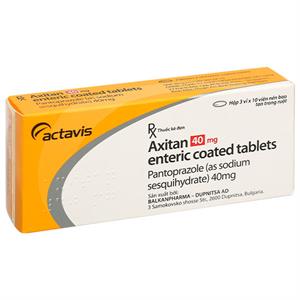 actavis
Hộp 3 vỉ x 10 viên nén bao
tan trong ruột
Rx Thuốc kê đơn
Axitan 40 mg
enteric coated tablets
Pantoprazole (as sodium
sesquihydrate) 40mg
Sản xuất bởi:
BALKANPHARMA - DUPNITSA AD
3 Samokovsko shosse Str., 2600 Dupnitsa, Bulgaria.